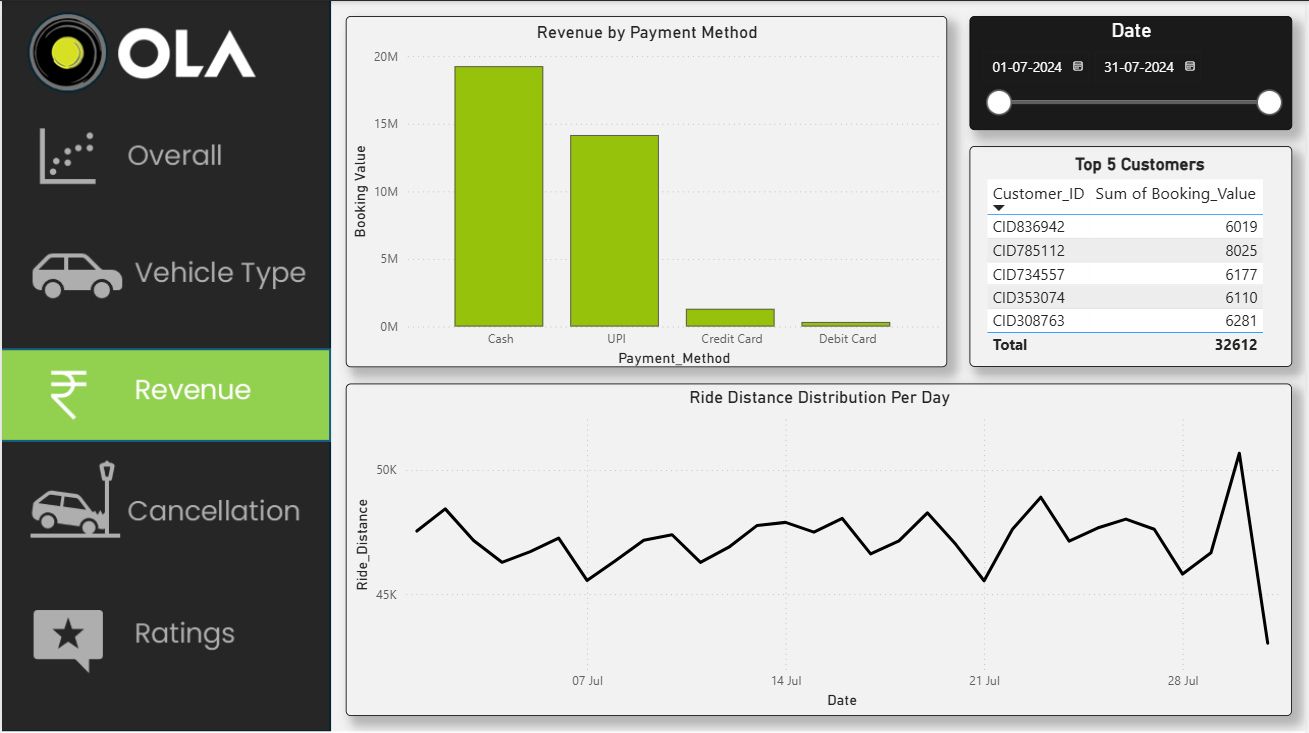 OLA
Overall
Vehicle Type
Revenue
Cancellation
Ratings
Revenue by Payment Method
20M
15M
10M
5M
0M
Booking Value
Cash UPI Credit Card Debit Card
Payment_Method
Date
01-07-2024 31-07-2024
Top 5 Customers
Customer_ID Sum of Booking_Value
CID836942 6019
CID785112 8025
CID734557 6177
CID353074 6110
CID308763 6281
Total 32612
Ride Distance Distribution Per Day
50K
45K
Ride_Distance
07 Jul 14 Jul 21 Jul 28 Jul
Date